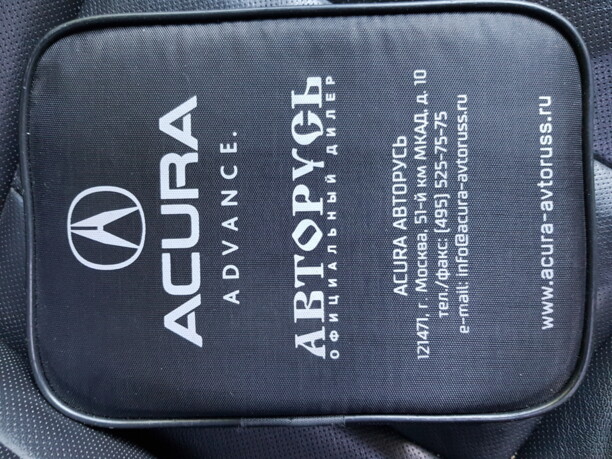 ACURA
ADVANCE.
АВТОРУСЬ
ОФИЦИАЛЬНЫЙ ДИЛЕР
ACURA АВТОРУСЬ
121471, г. Москва, 51-й км МКАД, д. 10
тел./факс: (495) 525-75-75
e-mail: info@acura-avtoruss.ru
www.acura-avtoruss.ru